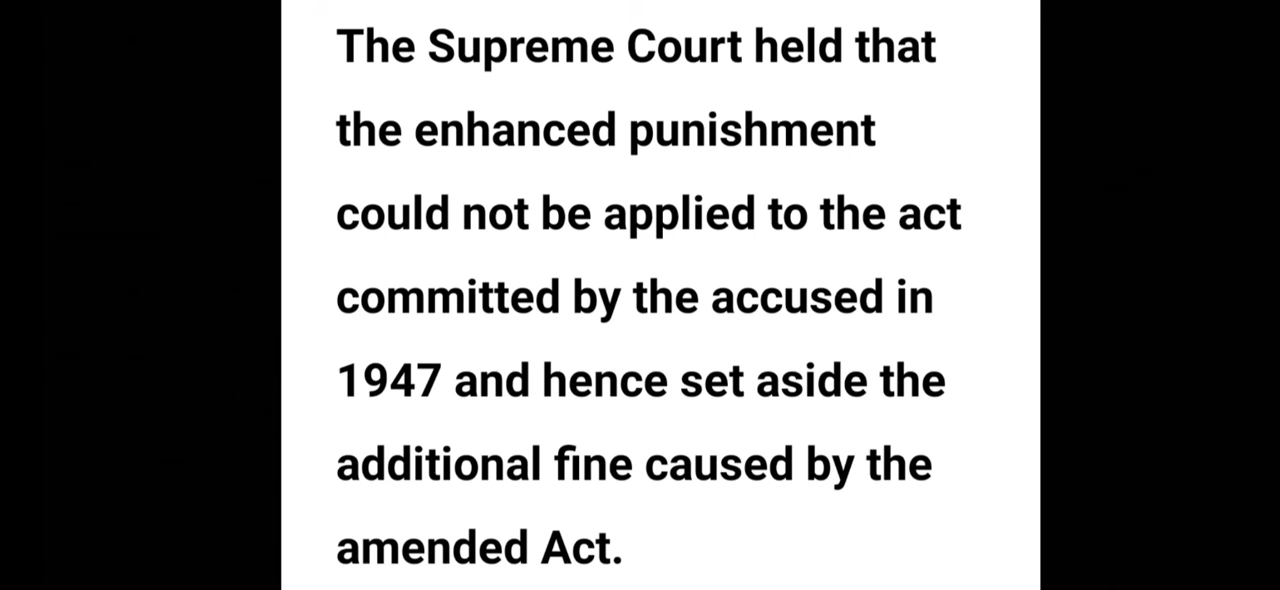 The Supreme Court held that
the enhanced punishment
could not be applied to the act
committed by the accused in
1947 and hence set aside the
additional fine caused by the
amended Act.